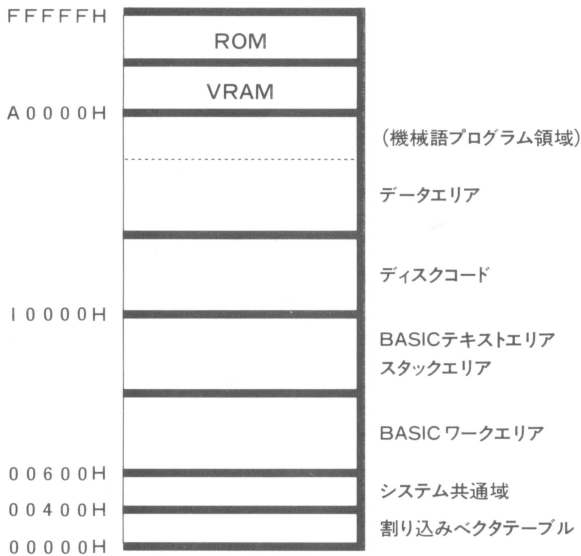 FFFFFH
ROM
VRAM
A0000H
(機械語プログラム領域)
データエリア
ディスクコード
10000H
BASICテキストエリア
スタックエリア
BASICワークエリア
00600H
システム共通域
00400H
割り込みベクタテーブル
00000H